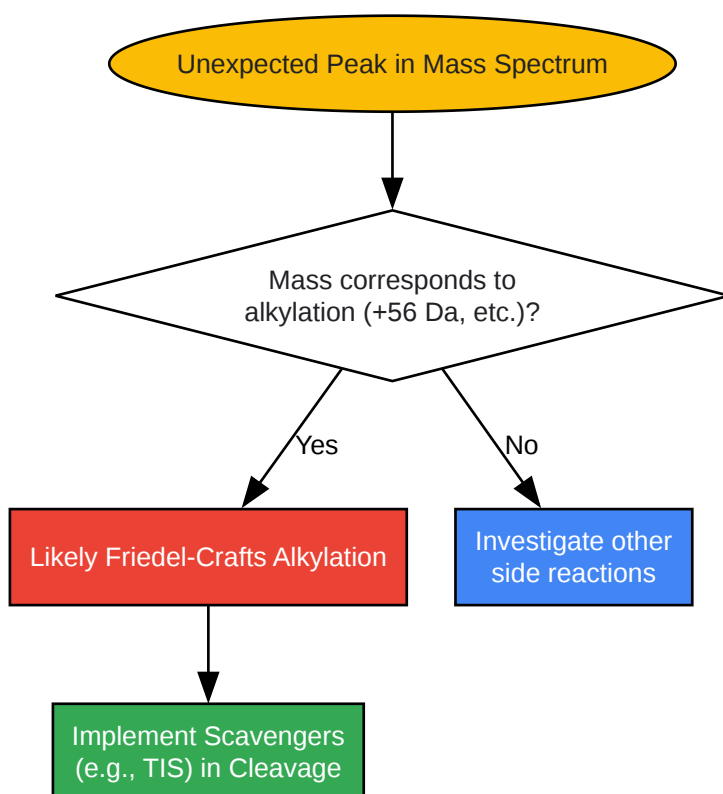 Unexpected Peak in Mass Spectrum
Mass corresponds to
alkylation (+56 Da, etc.)?
Yes
No
Likely Friedel-Crafts Alkylation
Investigate other
side reactions
Implement Scavengers
(e.g., TIS) in Cleavage